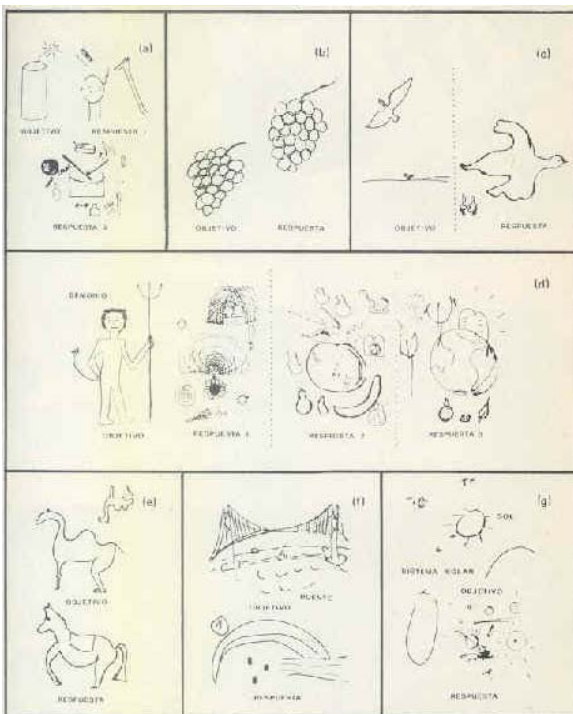 (a)
OBJETIVO
RESPUESTA 1
RESPUESTA 2
(b)
OBJETIVO
RESPUESTA
(c)
OBJETIVO
RESPUESTA
(d)
DEMONIO
OBJETIVO
RESPUESTA 1
RESPUESTA 2
RESPUESTA 3
(e)
OBJETIVO
RESPUESTA
(f)
PUENTE
OBJETIVO
RESPUESTA
(g)
SOL
SISTEMA SOLAR
OBJETIVO
RESPUESTA